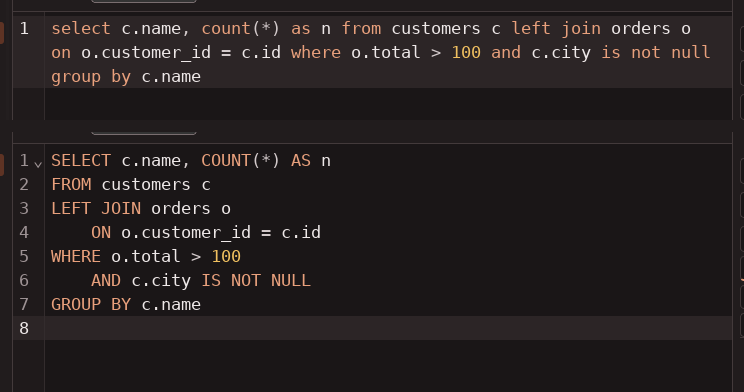 1 select c.name, count(*) as n from customers c left join orders o
on o.customer_id = c.id where o.total > 100 and c.city is not null
group by c.name
1 SELECT c.name, COUNT(*) AS n
2 FROM customers c
3 LEFT JOIN orders o
4     ON o.customer_id = c.id
5 WHERE o.total > 100
6     AND c.city IS NOT NULL
7 GROUP BY c.name
8